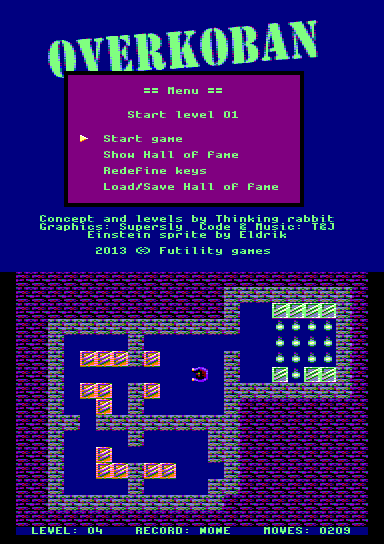 OVERKOBAN
== Menu ==
Start level 01
Start game
Show Hall of fame
Redefine keys
Load/Save Hall of fame
Concept and levels by Thinking rabbit
Graphics: Supersly Code & Music: T&J
Einstein sprite by Eldrik
2013 (C) Futility games
LEVEL: 04 RECORD: NONE MOVES: 0209